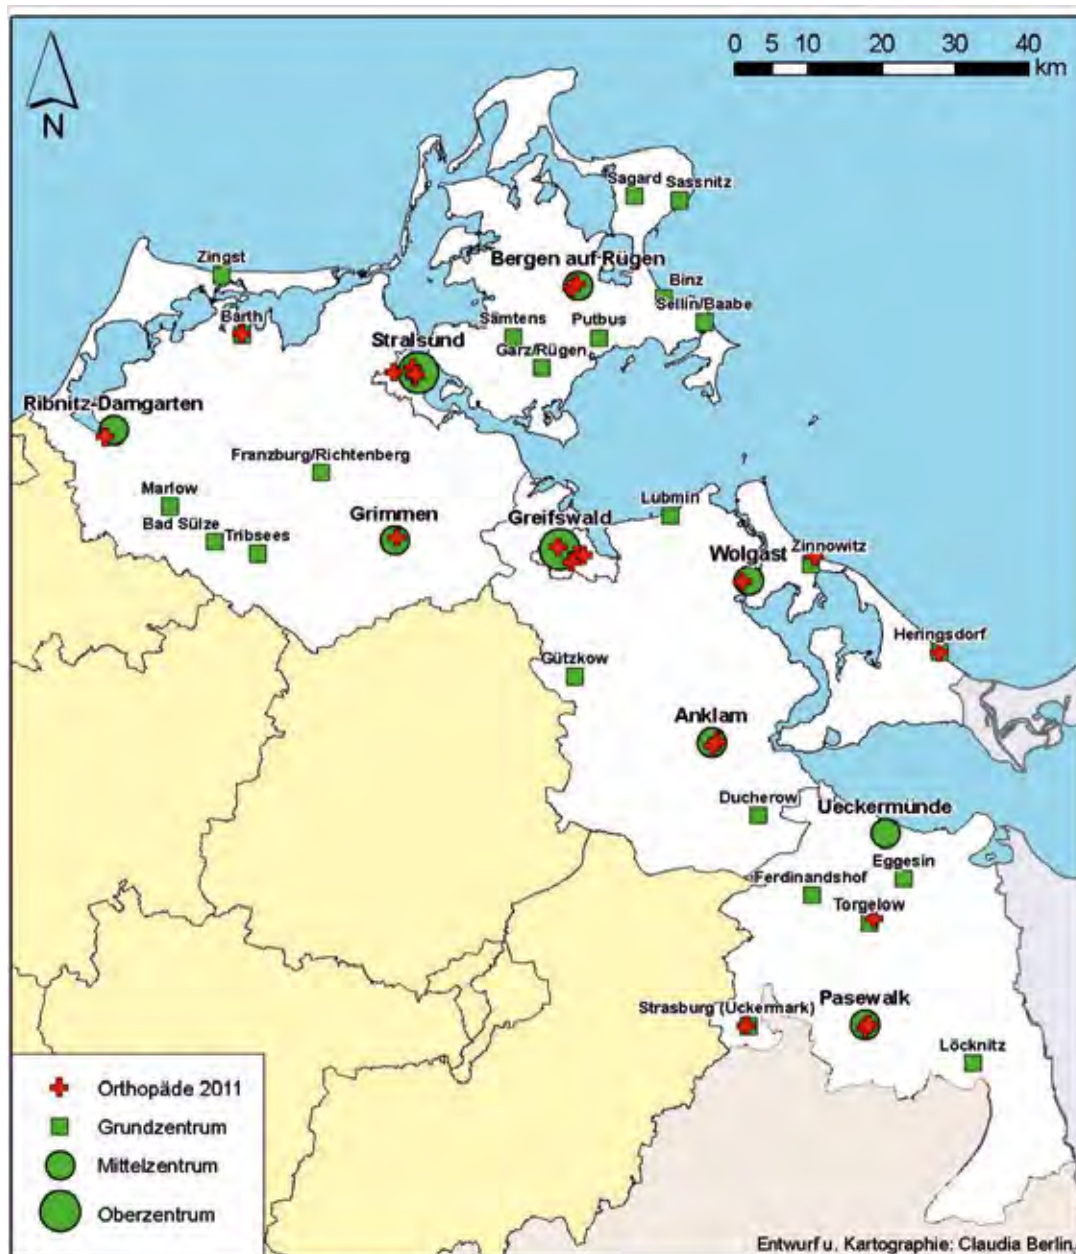 0 5 10 20 30 40
km
N
Sagard
Sassnitz
Zingst
Bergen auf Rügen
Binz
Sellin/Baabe
Barth
Samtens
Putbus
Stralsund
Garz/Rügen
Ribnitz-Damgarten
Franzburg/Richtenberg
Marlow
Lubmin
Grimmen
Greifswald
Bad Sülze
Tribsees
Wolgast
Zinnowitz
Heringsdorf
Gützkow
Anklam
Ducherow
Ueckermünde
Eggesin
Ferdinandshof
Torgelow
Strasburg (Uckermark)
Pasewalk
Löcknitz
Orthopäde 2011
Grundzentrum
Mittelzentrum
Oberzentrum
Entwurf u. Kartographie: Claudia Berlin